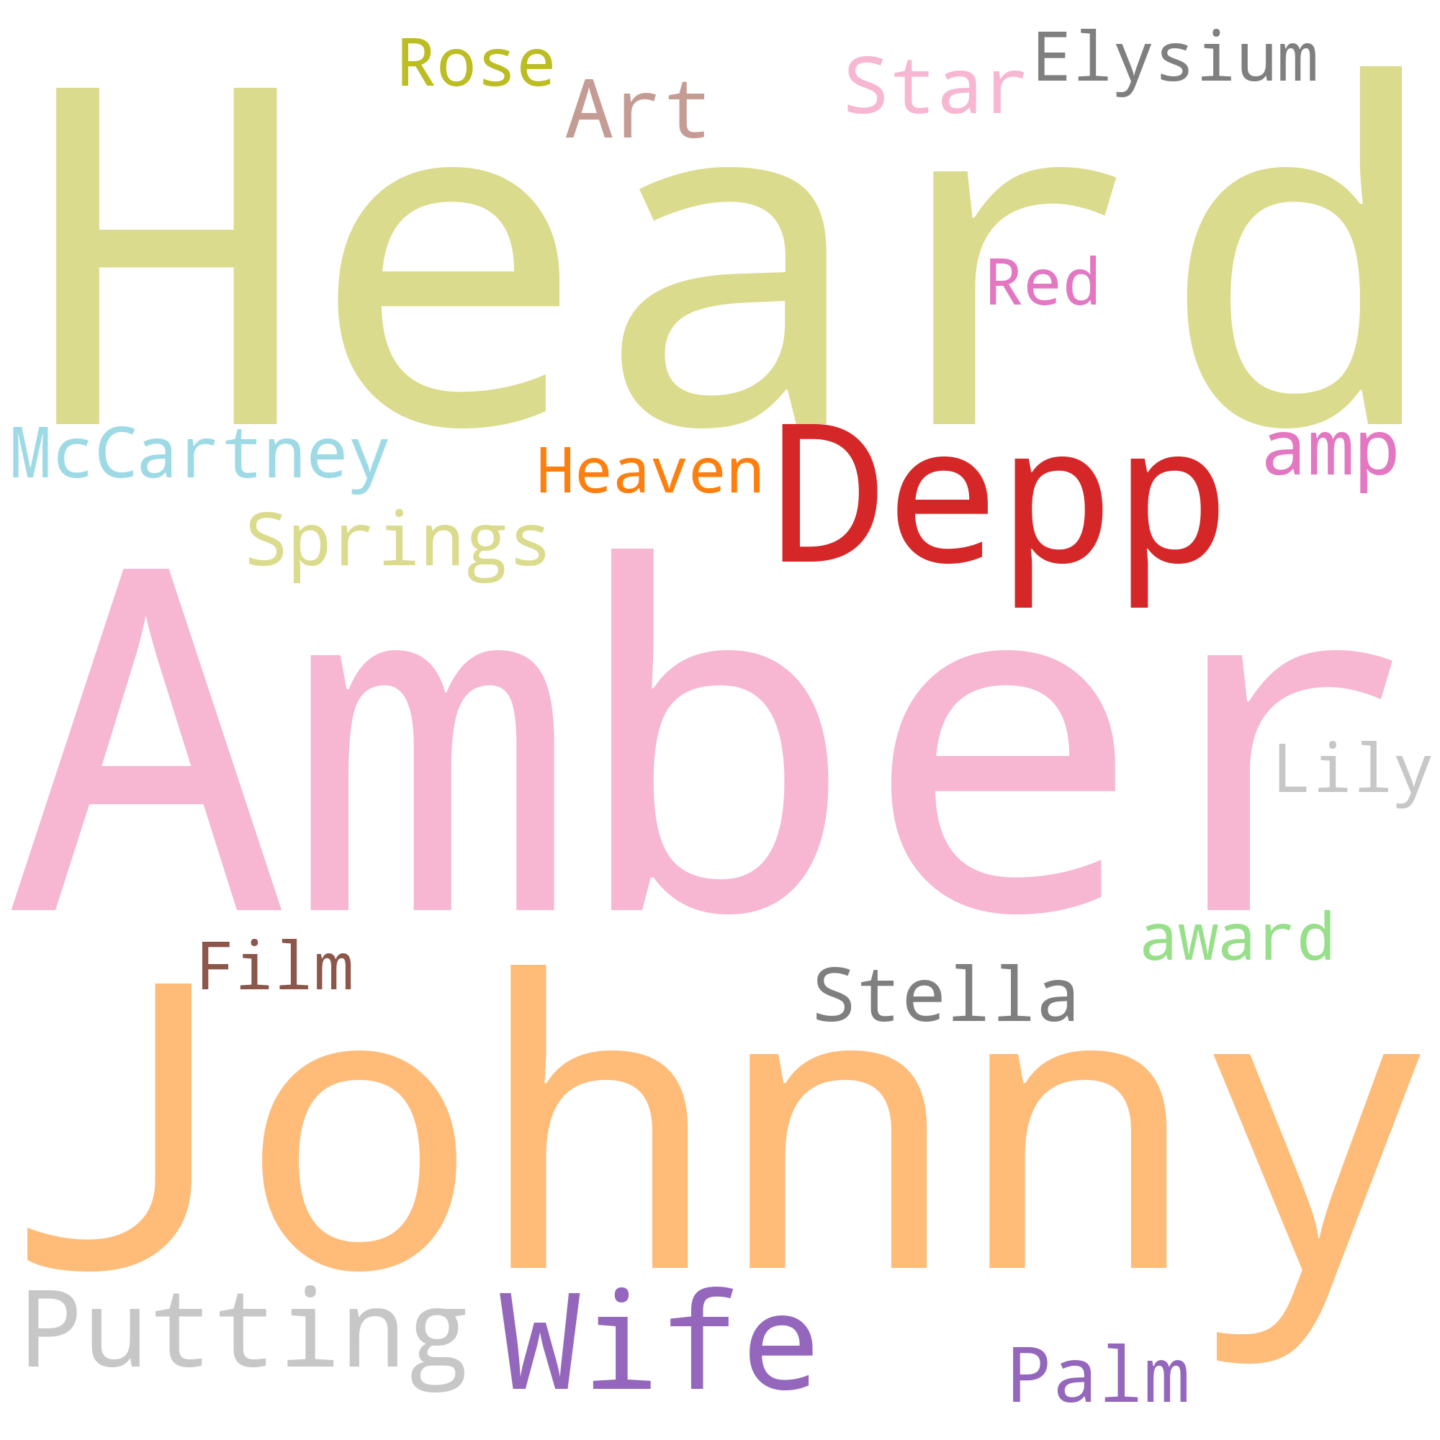 Rose
Elysium
Star
Art
Heard
Red
McCartney
Heaven
Depp
amp
Springs
Amber
Lily
award
Film
Stella
Johnny
Putting
Wife
Palm